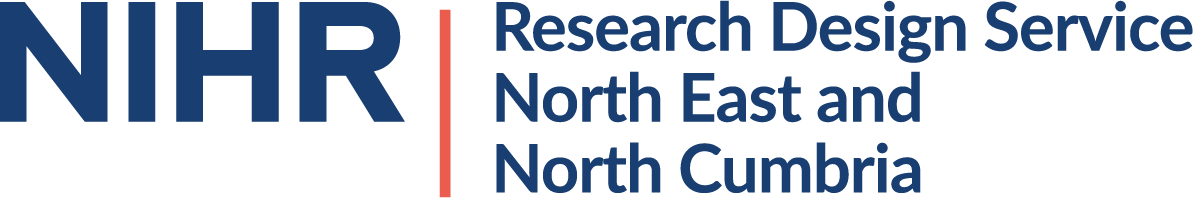 NIHR
Research Design Service
North East and
North Cumbria